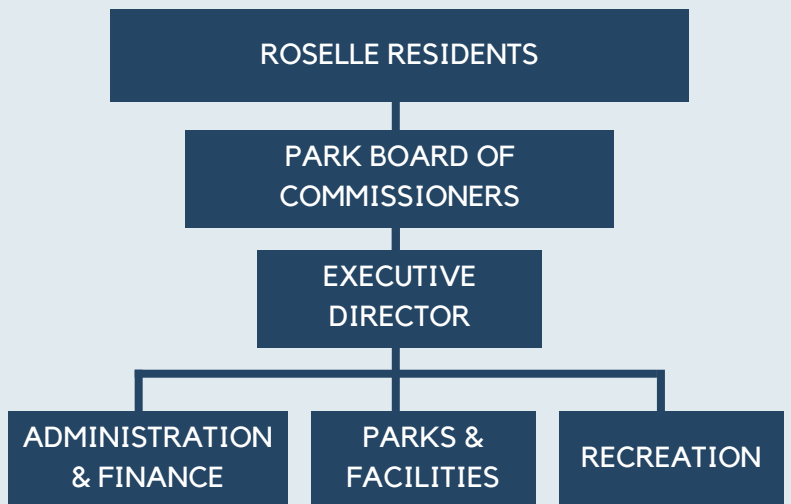 ROSELLE RESIDENTS
PARK BOARD OF
COMMISSIONERS
EXECUTIVE
DIRECTOR
ADMINISTRATION
& FINANCE
PARKS &
FACILITIES
RECREATION